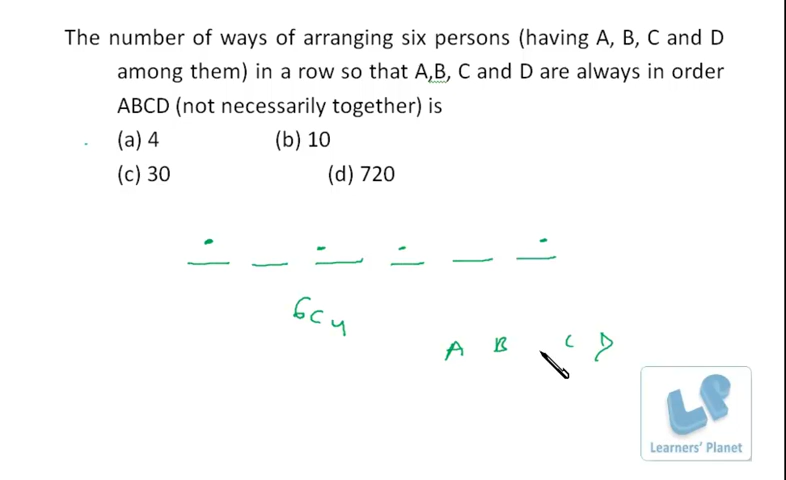 The number of ways of arranging six persons (having A, B, C and D
among them) in a row so that A,B, C and D are always in order
ABCD (not necessarily together) is
(a) 4 (b) 10
(c) 30 (d) 720
6C4
A B C D
LP
Learners' Planet